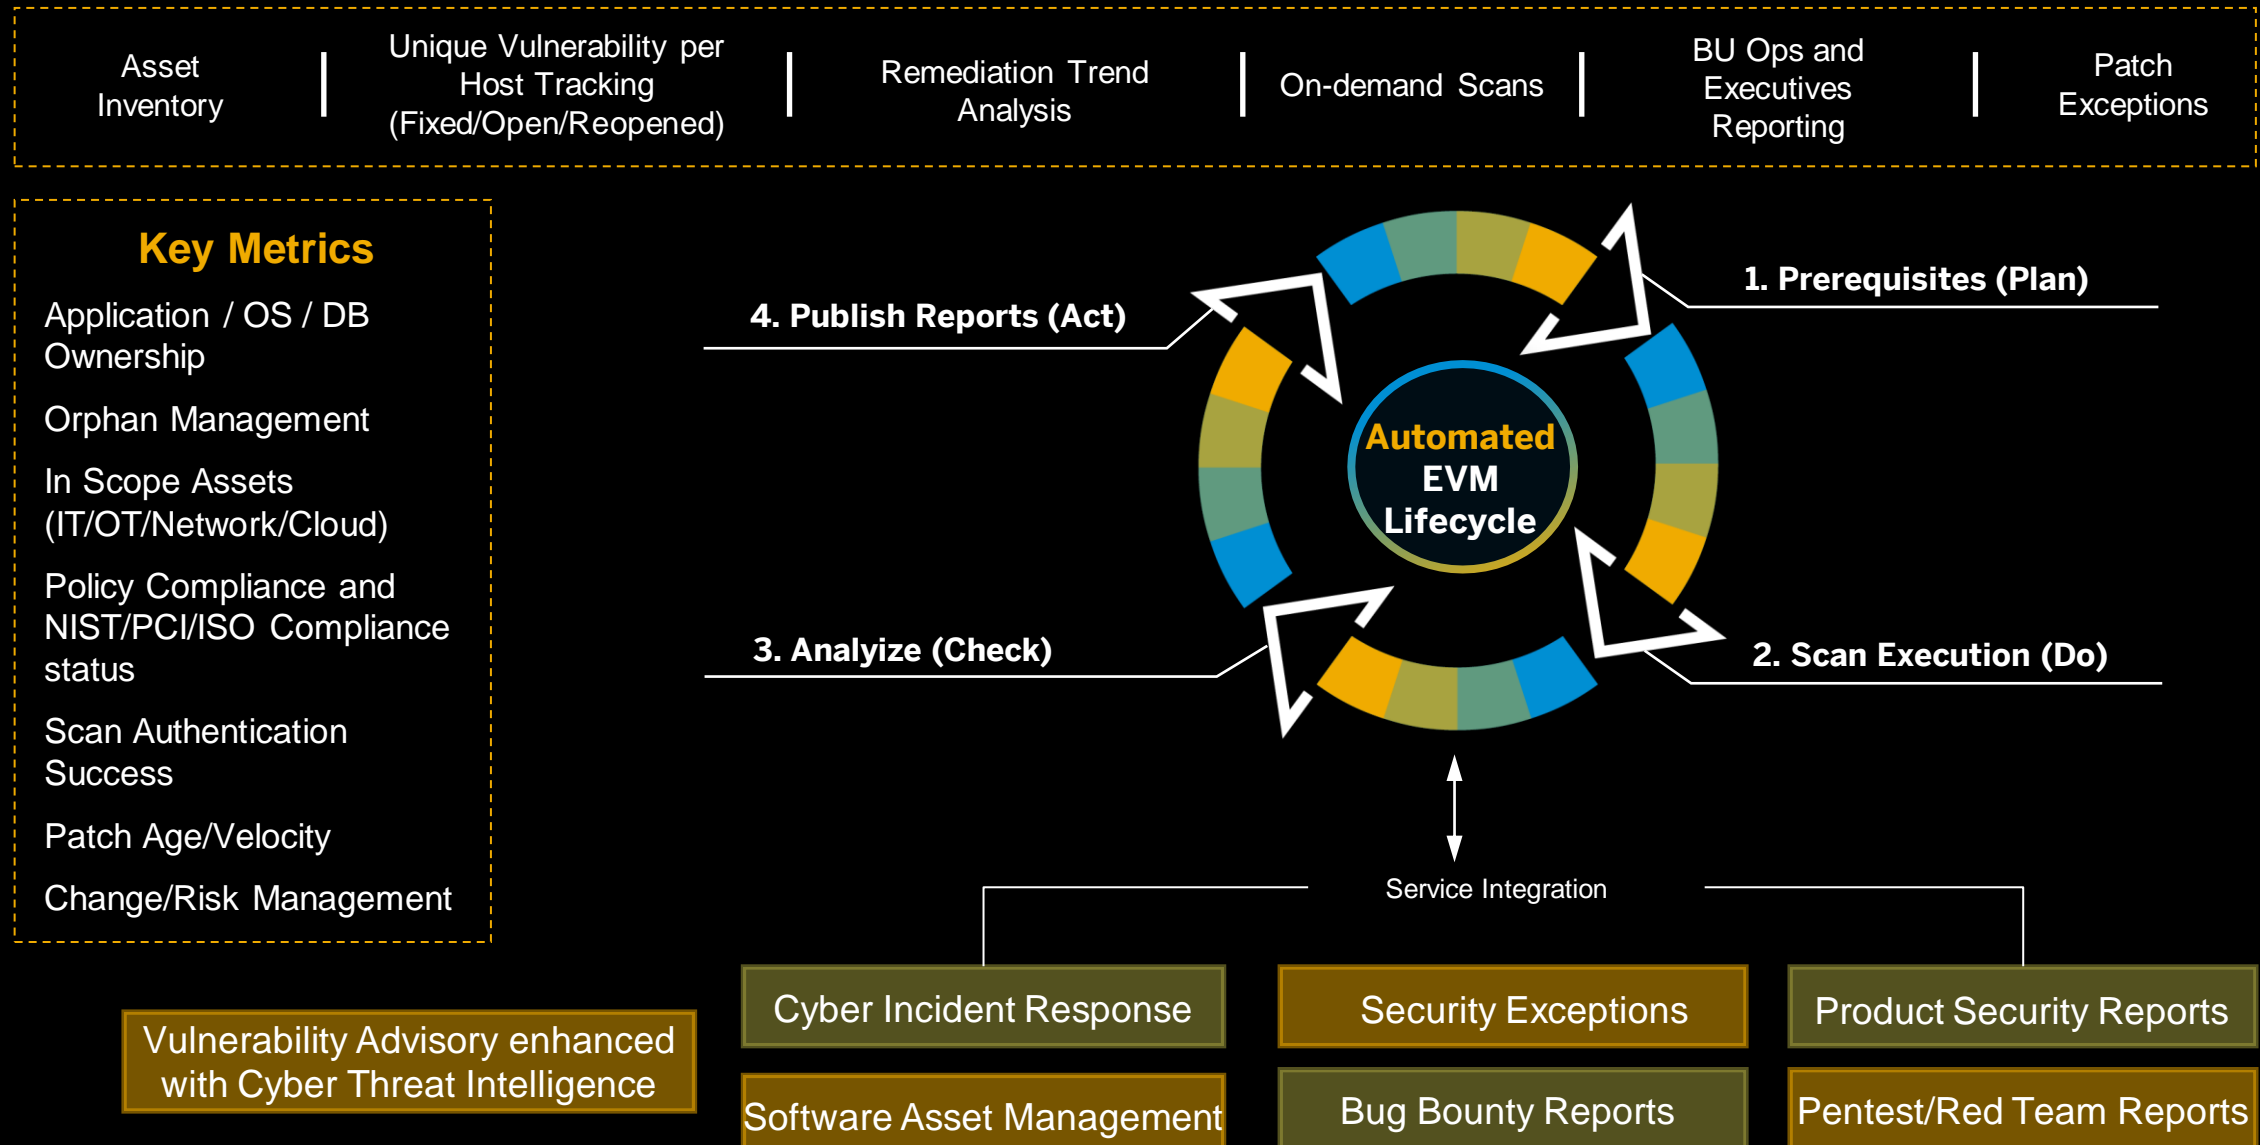 Asset
Inventory
Unique Vulnerability per
Host Tracking
(Fixed/Open/Reopened)
Remediation Trend
Analysis
On-demand Scans
BU Ops and
Executives
Reporting
Patch
Exceptions
Key Metrics
Application / OS / DB
Ownership
Orphan Management
In Scope Assets
(IT/OT/Network/Cloud)
Policy Compliance and
NIST/PCI/ISO Compliance
status
Scan Authentication
Success
Patch Age/Velocity
Change/Risk Management
1. Prerequisites (Plan)
4. Publish Reports (Act)
Automated
EVM
Lifecycle
3. Analyize (Check)
2. Scan Execution (Do)
Service Integration
Vulnerability Advisory enhanced
with Cyber Threat Intelligence
Cyber Incident Response
Security Exceptions
Product Security Reports
Software Asset Management
Bug Bounty Reports
Pentest/Red Team Reports